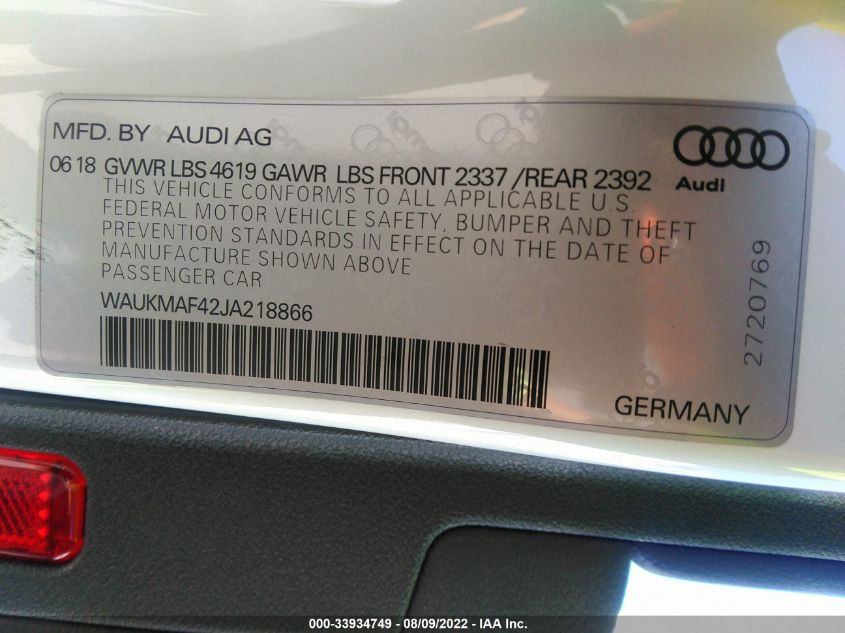 MFD. BY AUDI AG
06 18 GVWR LBS 4619 GAWR LBS FRONT 2337 /REAR 2392
THIS VEHICLE CONFORMS TO ALL APPLICABLE U.S.
FEDERAL MOTOR VEHICLE SAFETY, BUMPER AND THEFT
PREVENTION STANDARDS IN EFFECT ON THE DATE OF
MANUFACTURE SHOWN ABOVE
PASSENGER CAR
WAUKMAF42JA218866
Audi
2720769
GERMANY
000-33934749 - 08/09/2022 - IAA Inc.